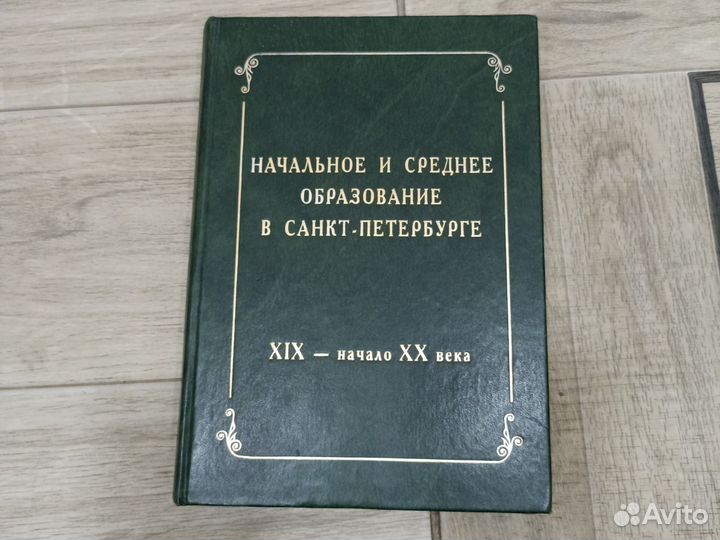 НАЧАЛЬНОЕ И СРЕДНЕЕ
ОБРАЗОВАНИЕ
В САНКТ-ПЕТЕРБУРГЕ
XIX — начало XX века
Avito